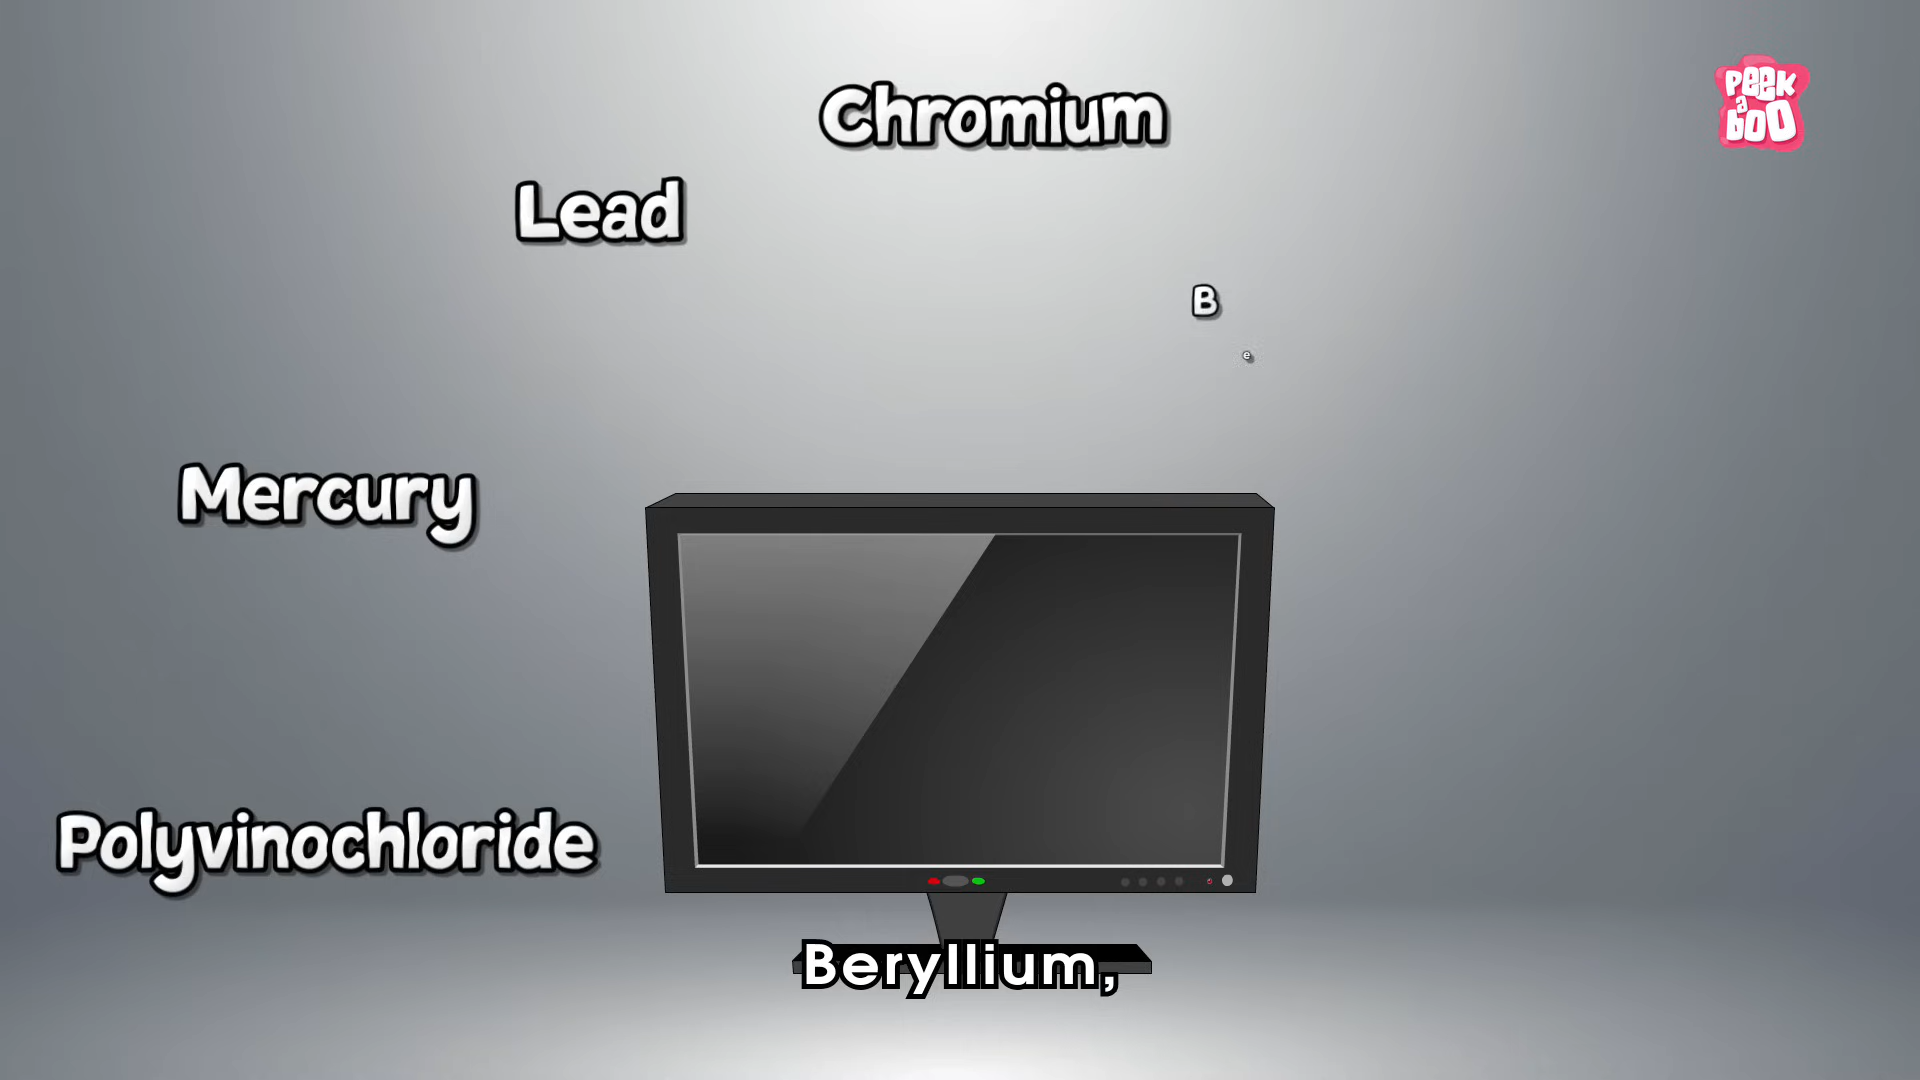 Chromium
PEEK
a
boo
Lead
B
e
Mercury
Polyvinochloride
Beryllium,